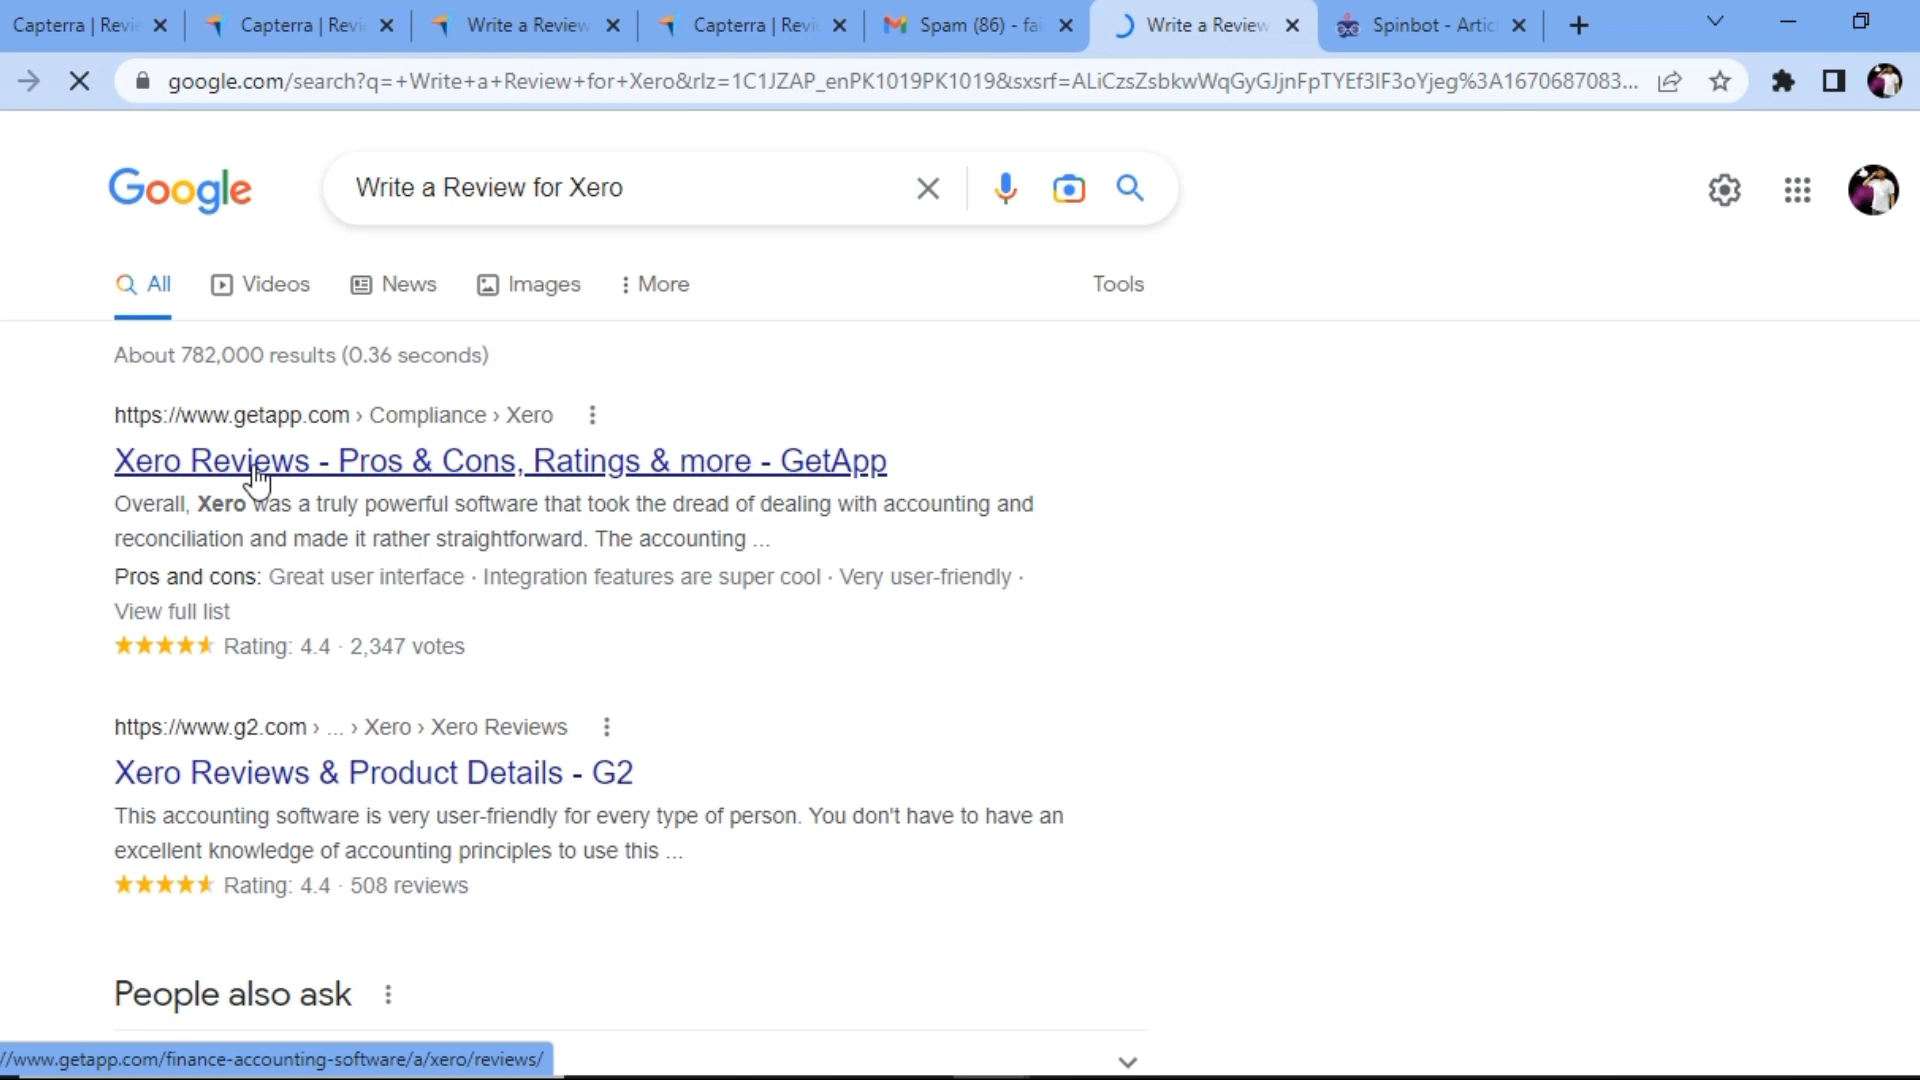 Capterra | Revie
Capterra | Revi
Write a Review
Capterra | Revi
Spam (86) - fai
Write a Review
Spinbot - Artic
google.com/search?q=+Write+a+Review+for+Xero&rlz=1C1JZAP_enPK1019PK1019&sxsrf=ALiCzsZsbkwWqGyGJjnFpTYEf3IF3oYjeg%3A1670687083...
Google
Write a Review for Xero
All
Videos
News
Images
More
Tools
About 782,000 results (0.36 seconds)
https://www.getapp.com › Compliance › Xero
Xero Reviews - Pros & Cons, Ratings & more - GetApp
Overall, Xero was a truly powerful software that took the dread of dealing with accounting and
reconciliation and made it rather straightforward. The accounting ...
Pros and cons: Great user interface · Integration features are super cool · Very user-friendly ·
View full list
Rating: 4.4 · 2,347 votes
https://www.g2.com › ... › Xero › Xero Reviews
Xero Reviews & Product Details - G2
This accounting software is very user-friendly for every type of person. You don't have to have an
excellent knowledge of accounting principles to use this ...
Rating: 4.4 · 508 reviews
People also ask
//www.getapp.com/finance-accounting-software/a/xero/reviews/